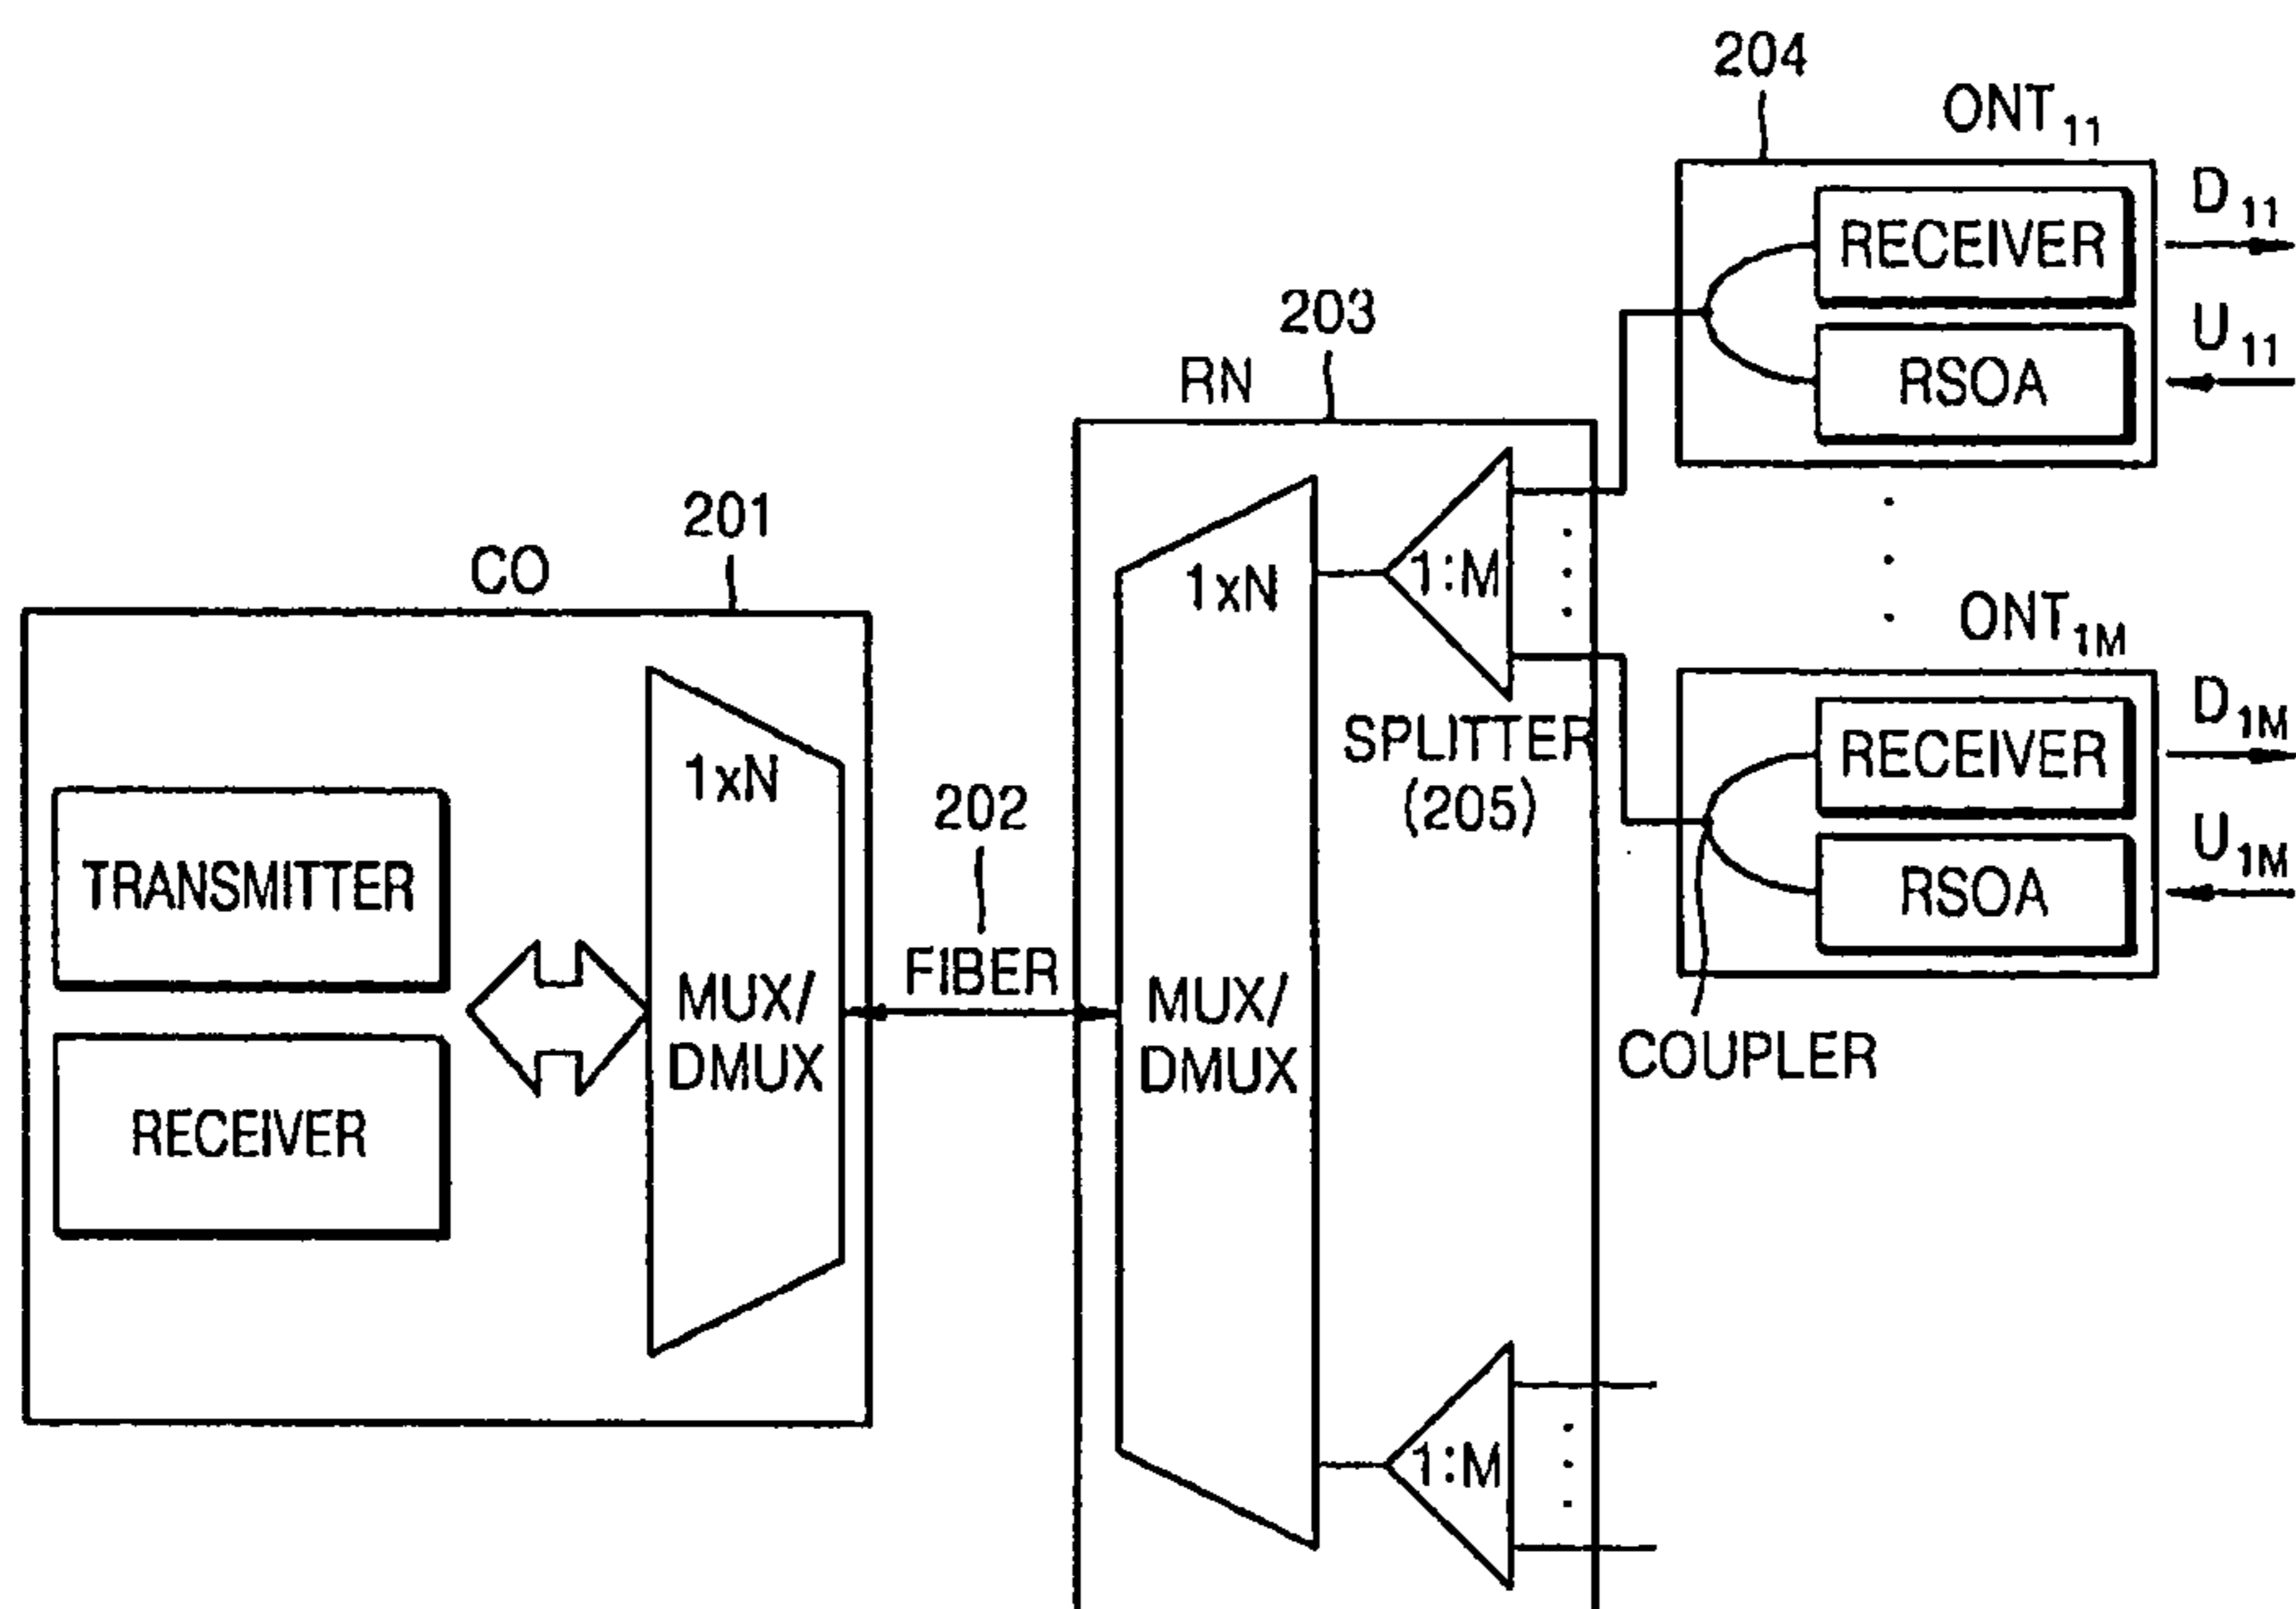 204
ONT11
RECEIVER
D11
RSOA
U11
203
RN
1xN
1:M
SPLITTER
(205)
MUX/
DMUX
1:M
201
CO
TRANSMITTER
RECEIVER
1xN
MUX/
DMUX
202
FIBER
ONT1M
RECEIVER
D1M
RSOA
U1M
COUPLER